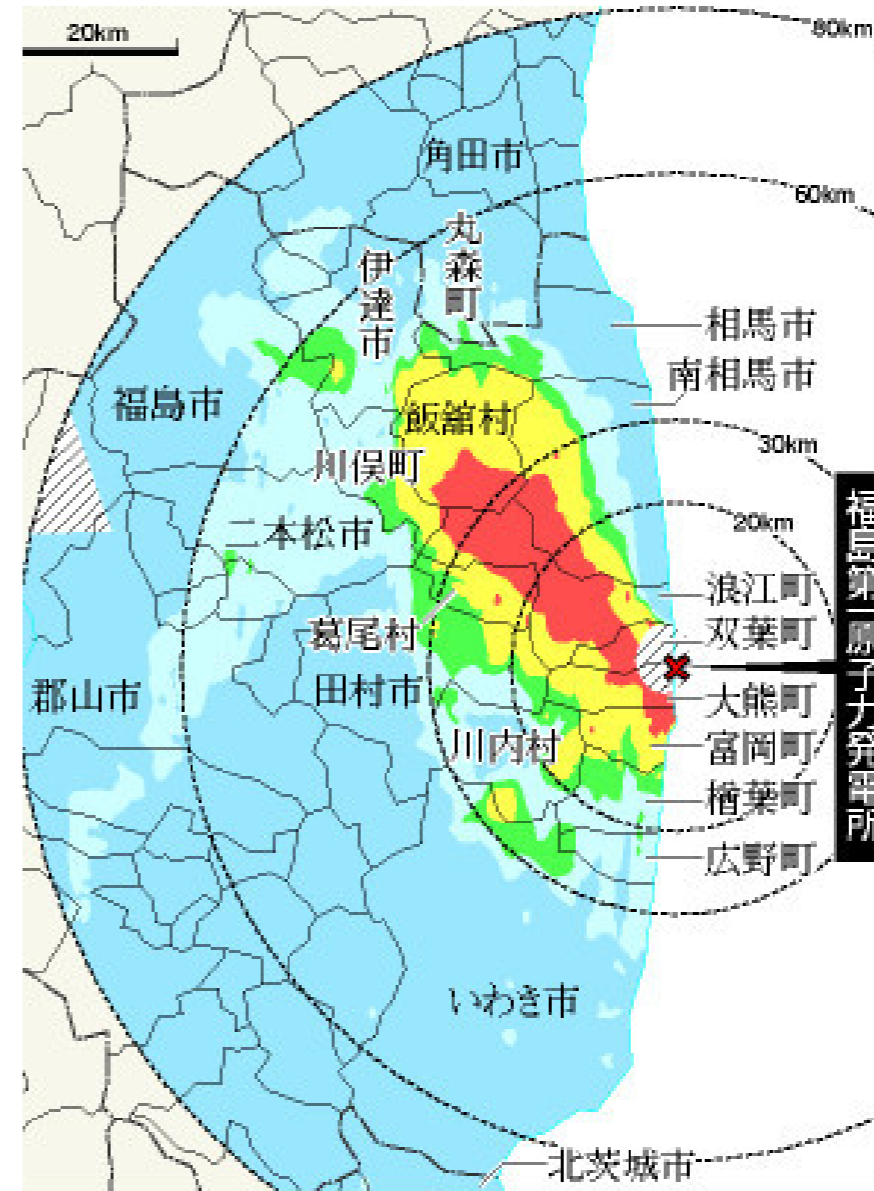 20km
80km
角田市
60km
丸森町
伊達市
相馬市
南相馬市
福島市
飯舘村
30km
川俣町
20km
二本松市
浪江町
葛尾村
双葉町
田村市
郡山市
大熊町
川内村
富岡町
楢葉町
広野町
福島第一原子力発電所
いわき市
北茨城市